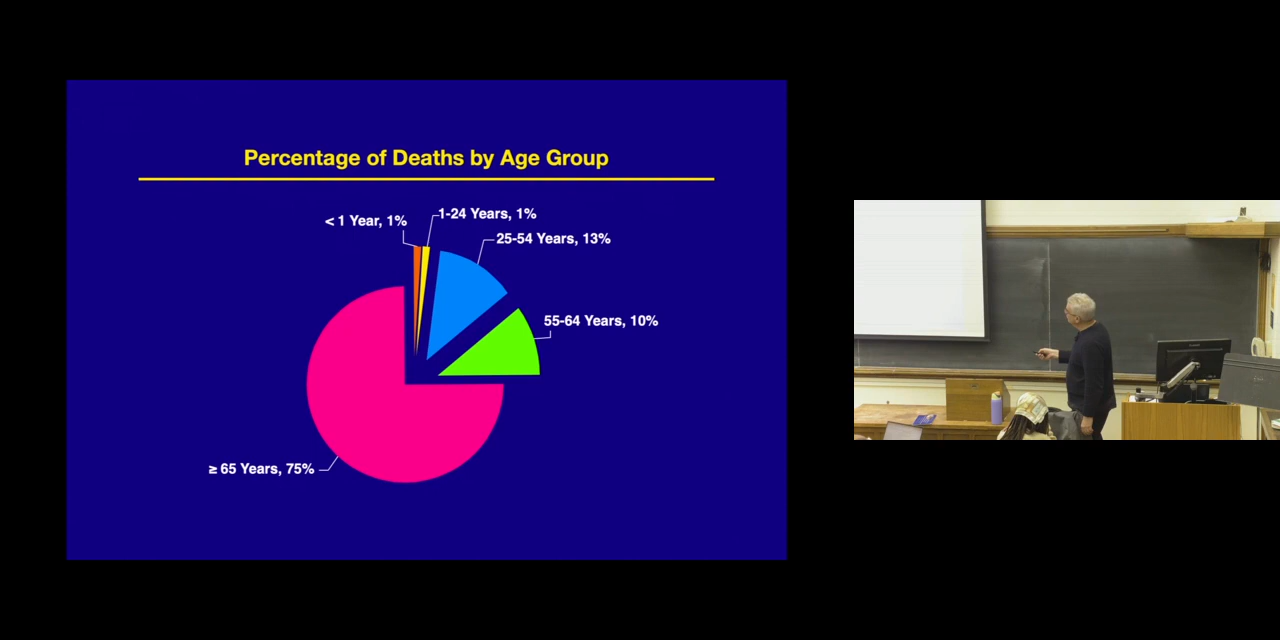 Percentage of Deaths by Age Group
< 1 Year, 1%
1-24 Years, 1%
25-54 Years, 13%
55-64 Years, 10%
≥ 65 Years, 75%